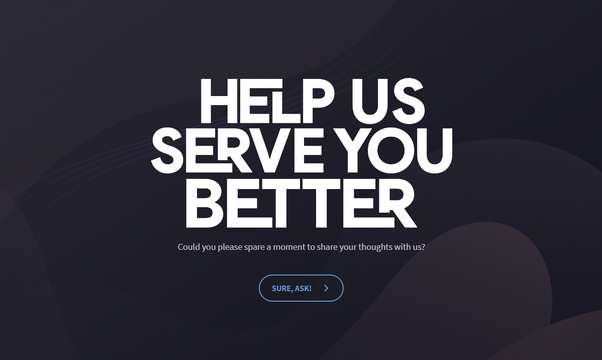 HELP US
SERVE YOU
BETTER
Could you please spare a moment to share your thoughts with us?
SURE, ASK!